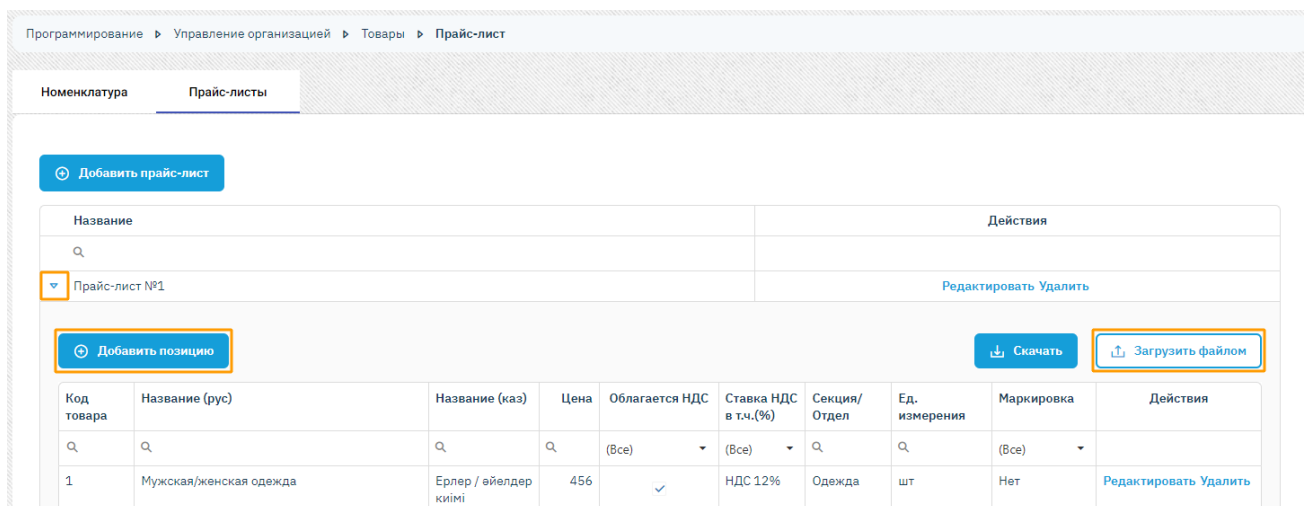 Программирование Управление организацией Товары Прайс-лист
Номенклатура Прайс-листы
Добавить прайс-лист
Название Действия
Прайс-лист №1 Редактировать Удалить
Добавить позицию Скачать Загрузить файлом
Код товара Название (рус) Название (каз) Цена Облагается НДС Ставка НДС в т.ч.(%) Секция/Отдел Ед. измерения Маркировка Действия
(Все) (Все) (Все)
1 Мужская/женская одежда Ерлер / әйелдер киімі 456 НДС 12% Одежда шт Нет Редактировать Удалить